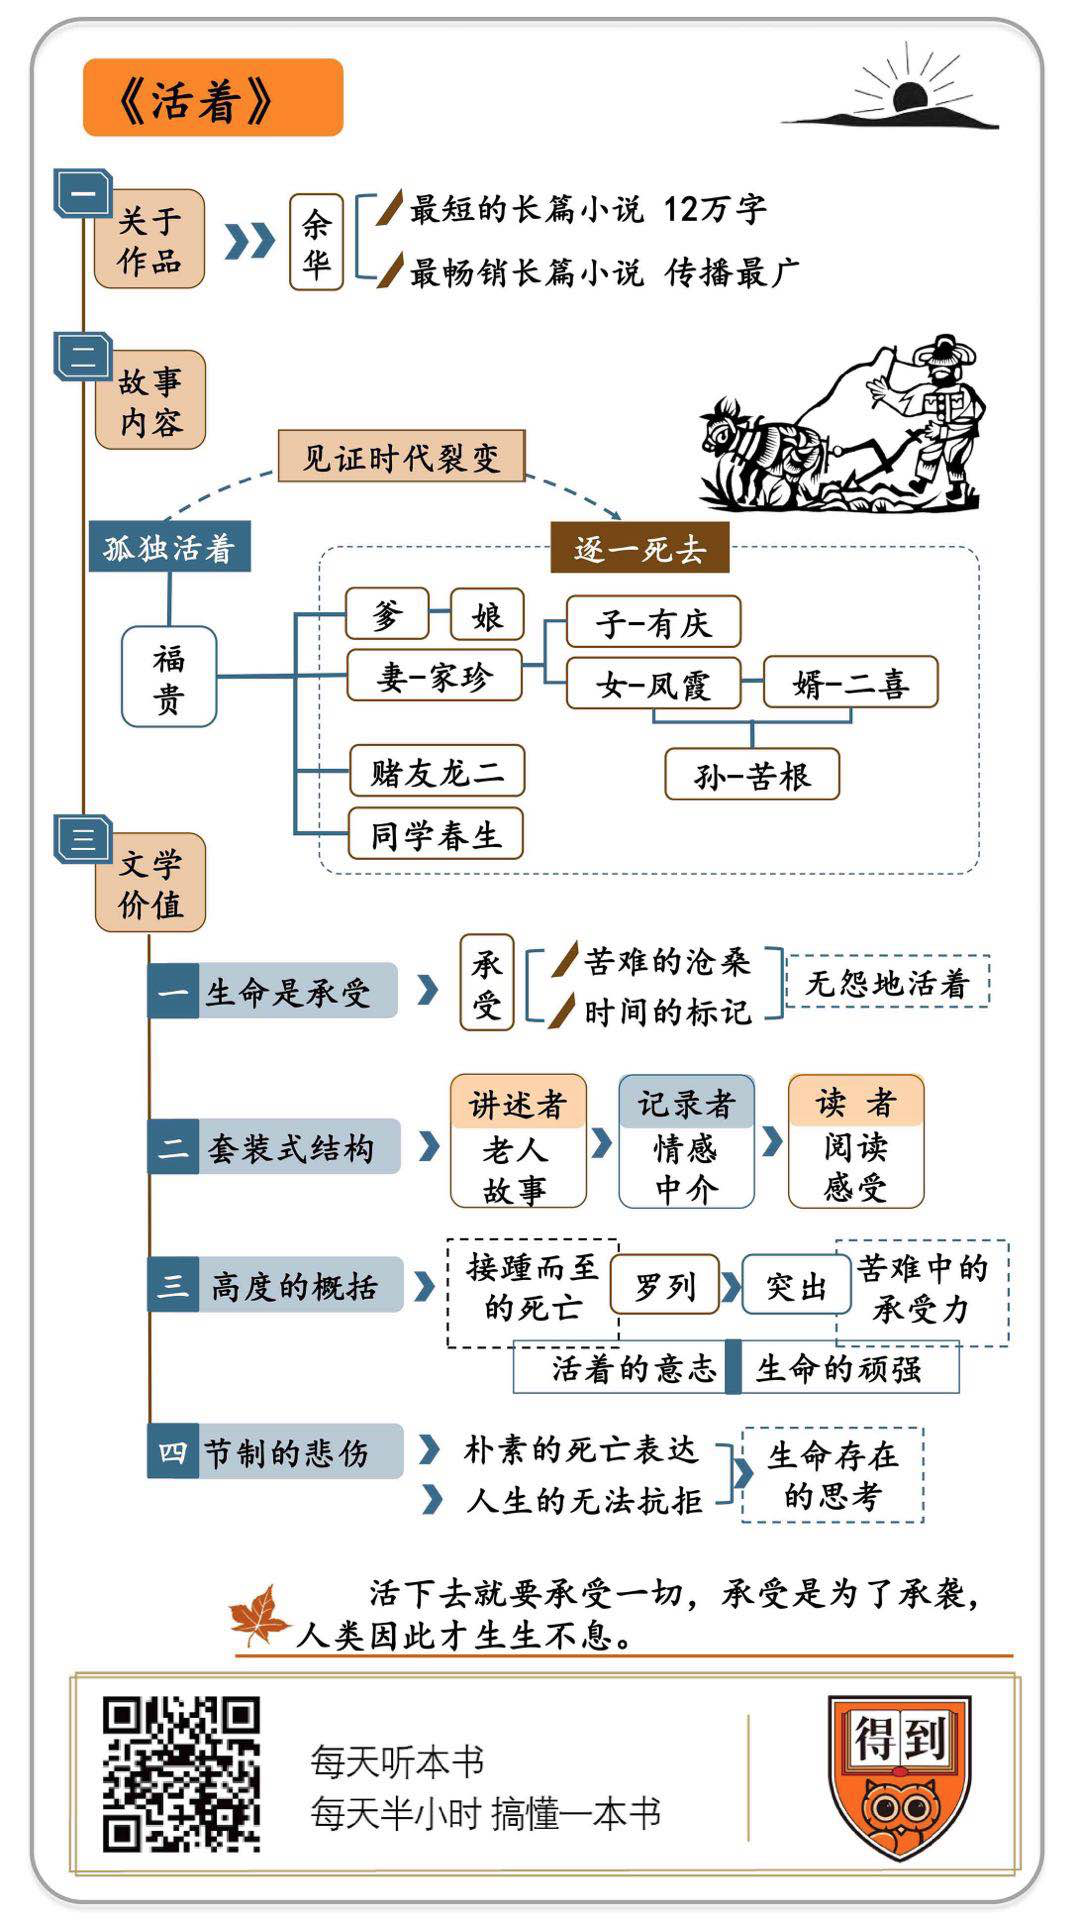 《活着》
一
关于
作品
余
华
最短的长篇小说 12万字
最畅销长篇小说 传播最广
二
故事
内容
见证时代裂变
孤独活着
逐一死去
福
贵
爹
娘
妻-家珍
子-有庆
女-凤霞
婿-二喜
孙-苦根
赌友龙二
同学春生
三
文学
价值
一 生命是承受
承
受
苦难的沧桑
时间的标记
无怨地活着
二 套装式结构
讲述者
老人
故事
记录者
情感
中介
读 者
阅读
感受
三 高度的概括
接踵而至
的死亡
罗列
突出
苦难中的
承受力
活着的意志
生命的顽强
四 节制的悲伤
朴素的死亡表达
人生的无法抗拒
生命存在
的思考
活下去就要承受一切，承受是为了承袭，
人类因此才生生不息。
每天听本书
每天半小时 搞懂一本书
得到